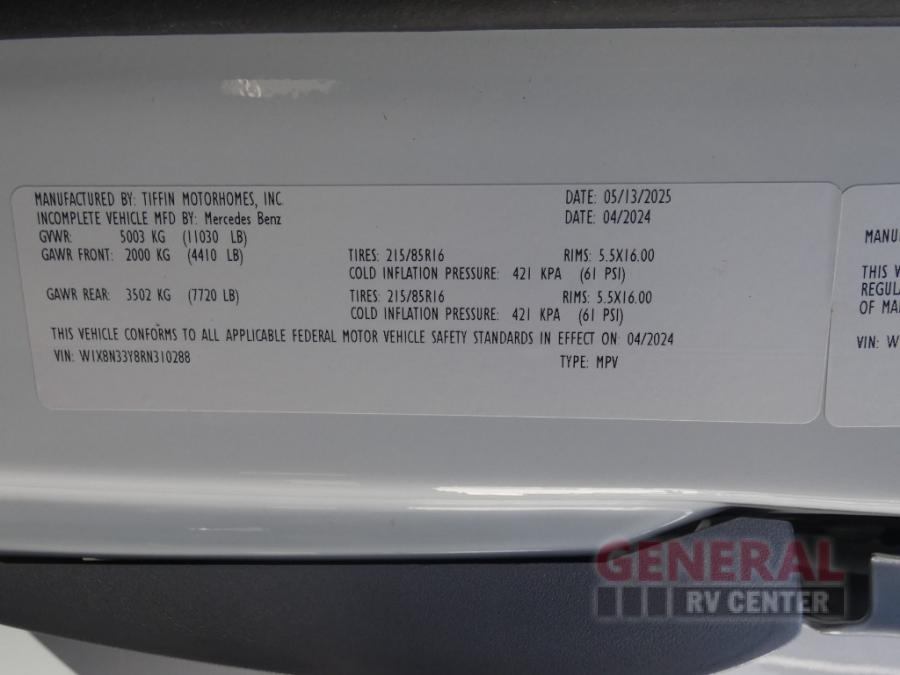 MANUFACTURED BY: TIFFIN MOTORHOMES, INC DATE: 05/13/2025
INCOMPLETE VEHICLE MFD BY: Mercedes Benz DATE: 04/2024
GVWR: 5003 KG (11030 LB)
GAWR FRONT: 2000 KG (4410 LB) TIRES: 215/85R16 RIMS: 5.5X16.00
COLD INFLATION PRESSURE: 421 KPA (61 PSI)
GAWR REAR: 3502 KG (7720 LB) TIRES: 215/85R16 RIMS: 5.5X16.00
COLD INFLATION PRESSURE: 421 KPA (61 PSI)
THIS VEHICLE CONFORMS TO ALL APPLICABLE FEDERAL MOTOR VEHICLE SAFETY STANDARDS IN EFFECT ON: 04/2024
VIN: W1X8N33Y8RN310288 TYPE: MPV
MANU
THIS V
REGUL
OF MA
VIN: W
GENERAL
RV CENTER